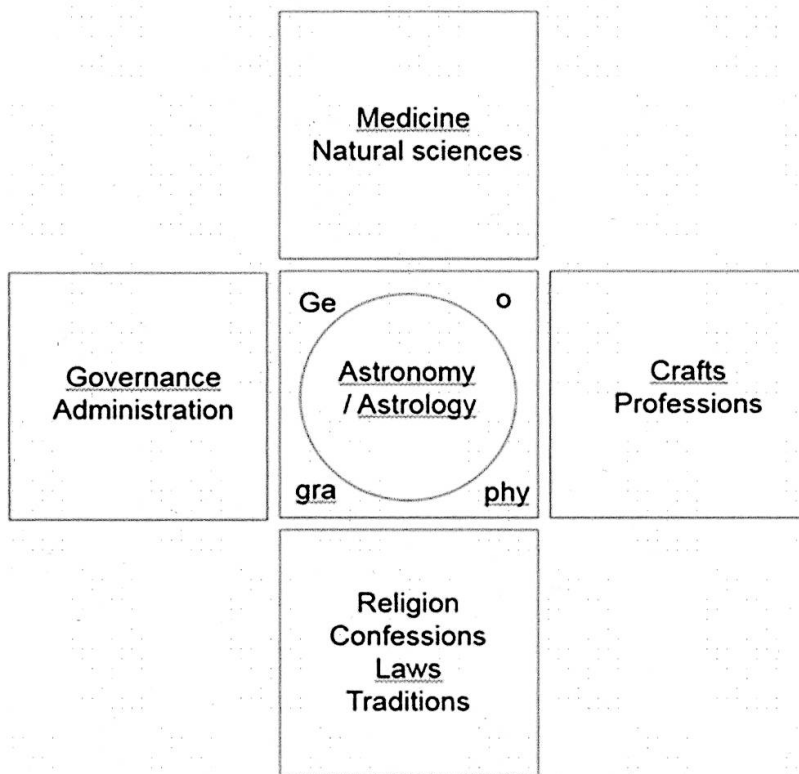 Medicine
Natural sciences
Ge
o
Governance
Administration
Astronomy
/ Astrology
Crafts
Professions
gra
phy
Religion
Confessions
Laws
Traditions